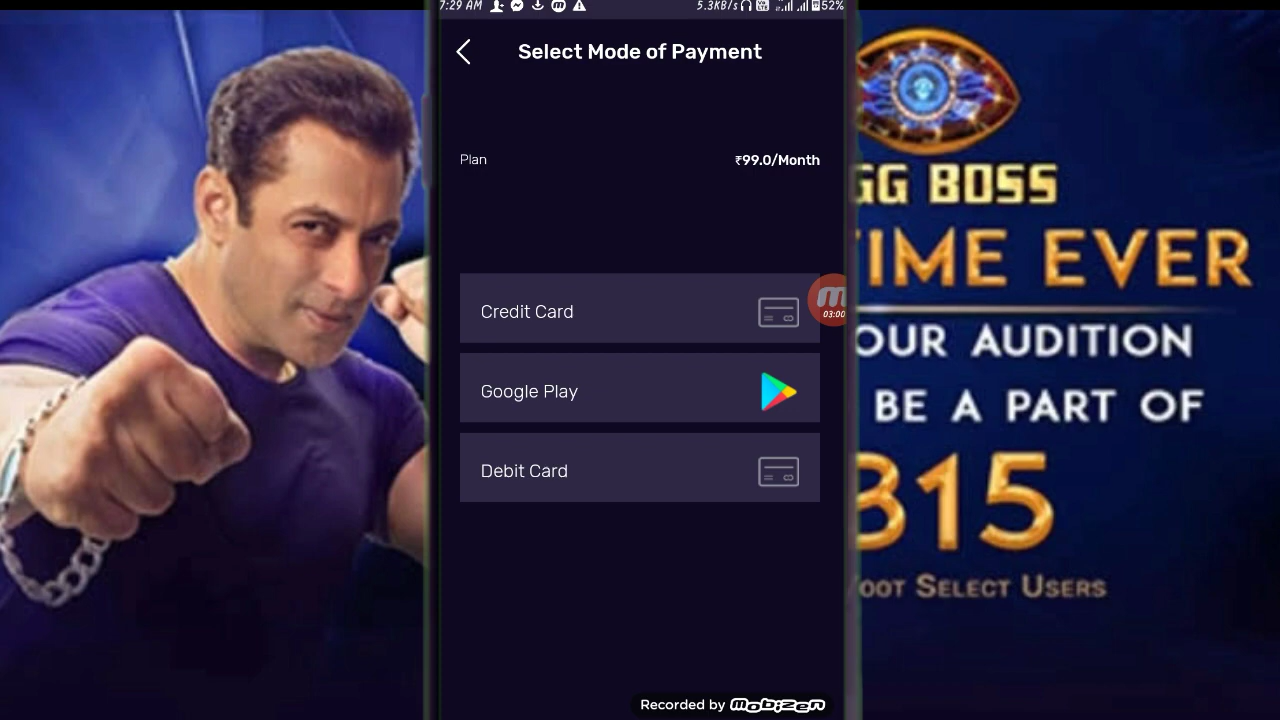 7:29 AM
5.3KB/s
52%
Select Mode of Payment
Plan
₹99.0/Month
Credit Card
03:00
Google Play
Debit Card
Recorded by mobizen
GG BOSS
TIME EVER
OUR AUDITION
BE A PART OF
B15
OOT SELECT USERS